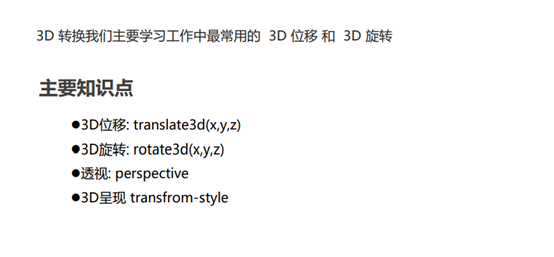 3D 转换我们主要学习工作中最常用的 3D 位移 和 3D 旋转
主要知识点
●3D位移: translate3d(x,y,z)
●3D旋转: rotate3d(x,y,z)
●透视: perspective
●3D呈现 transfrom-style